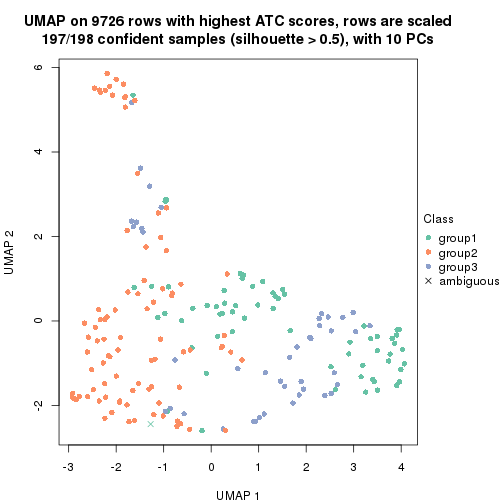 UMAP on 9726 rows with highest ATC scores, rows are scaled
197/198 confident samples (silhouette > 0.5), with 10 PCs
6
4
2
0
-2
UMAP 2
-3 -2 -1 0 1 2 3 4
UMAP 1
Class
group1
group2
group3
ambiguous